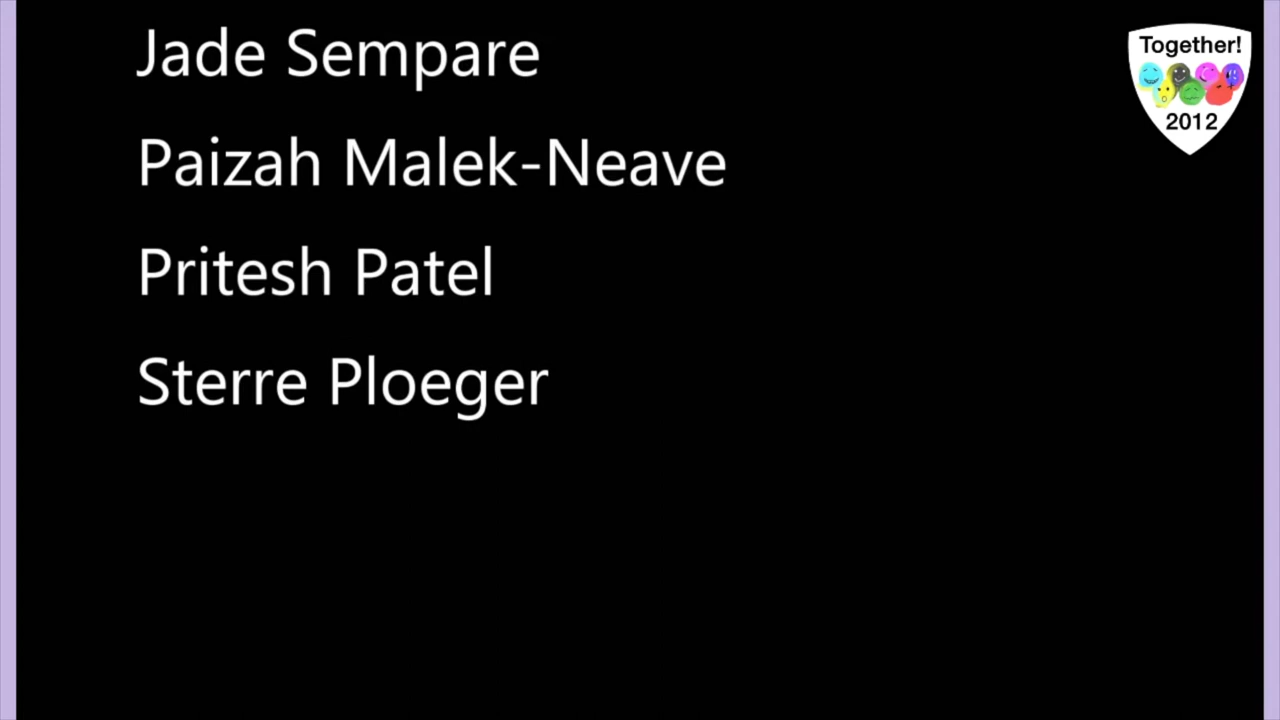 Jade Sempare
Together!
2012
Paizah Malek-Neave
Pritesh Patel
Sterre Ploeger